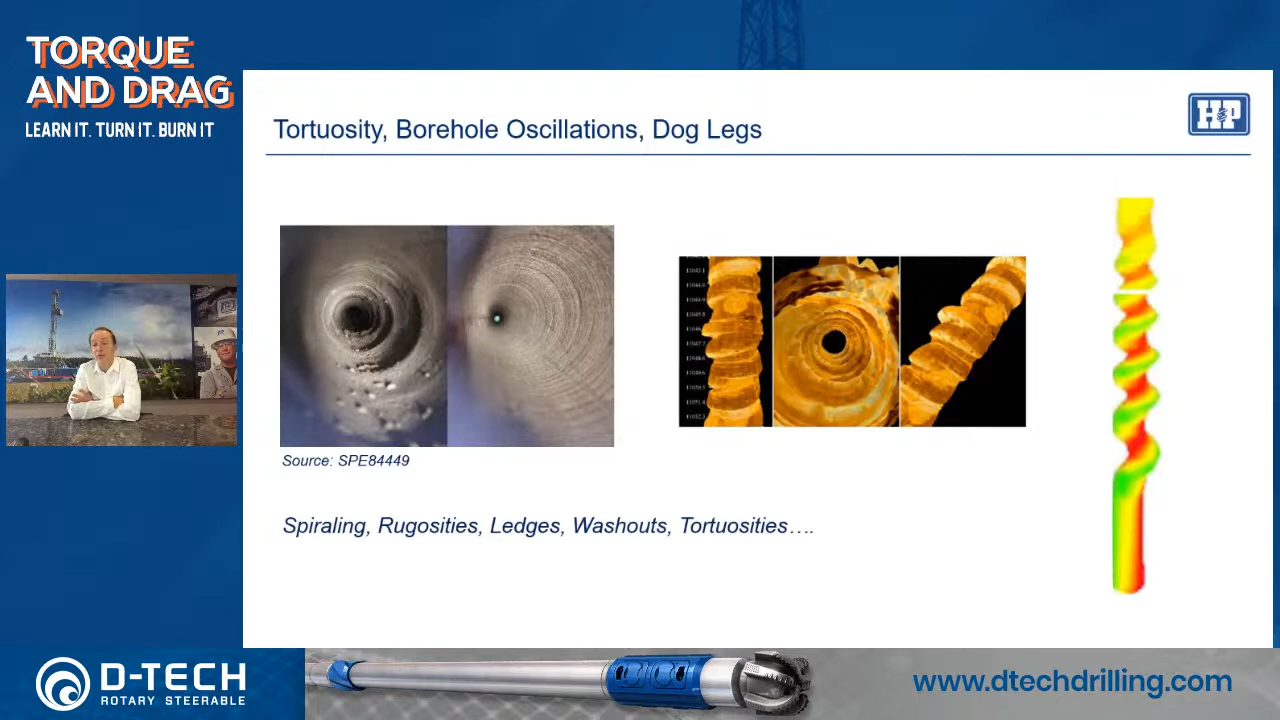 TORQUE
AND DRAG
LEARN IT. TURN IT. BURN IT
H&P
Tortuosity, Borehole Oscillations, Dog Legs
Source: SPE84449
Spiraling, Rugosities, Ledges, Washouts, Tortuosities….
D-TECH
ROTARY STEERABLE
www.dtechdrilling.com